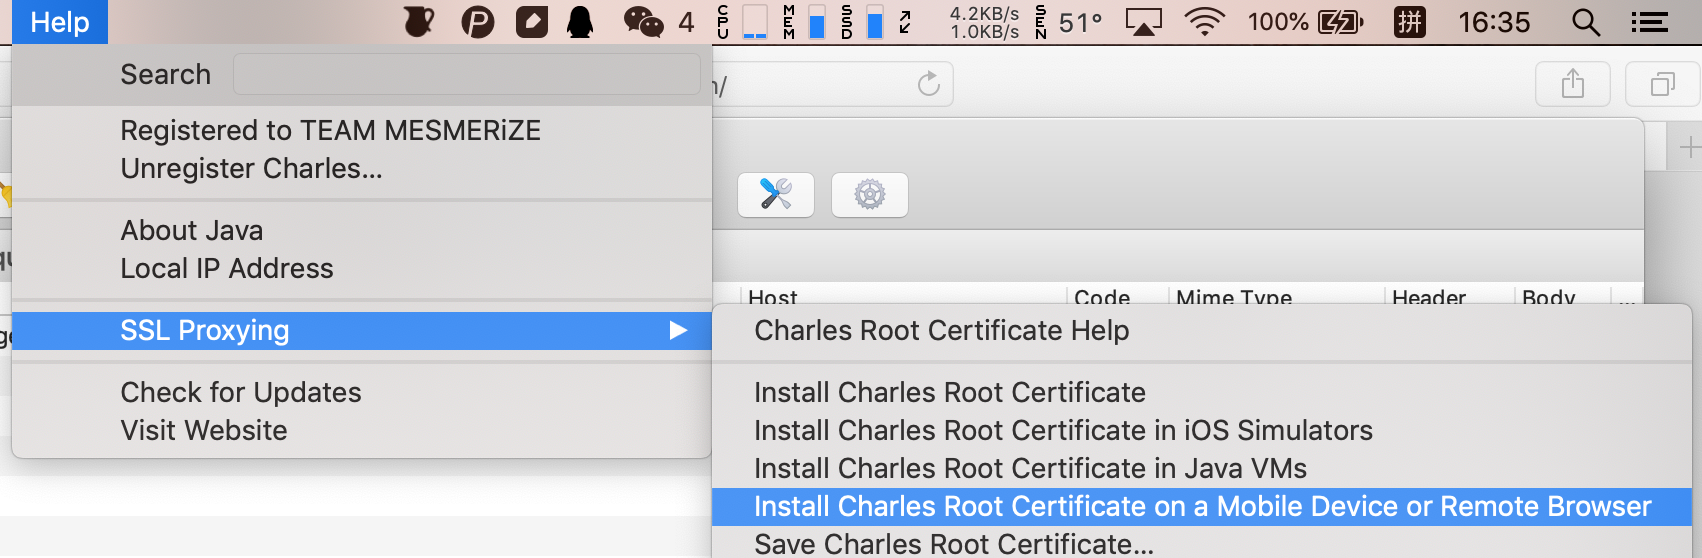 Help
4
CPU
MEM
SSD
4.2KB/s
1.0KB/s
SEN
51°
100%
拼
16:35
Search
/
Registered to TEAM MESMERiZE
Unregister Charles...
About Java
Local IP Address
Host
Code
Mime Type
Header
Body
...
SSL Proxying
Charles Root Certificate Help
Check for Updates
Visit Website
Install Charles Root Certificate
Install Charles Root Certificate in iOS Simulators
Install Charles Root Certificate in Java VMs
Install Charles Root Certificate on a Mobile Device or Remote Browser
Save Charles Root Certificate...